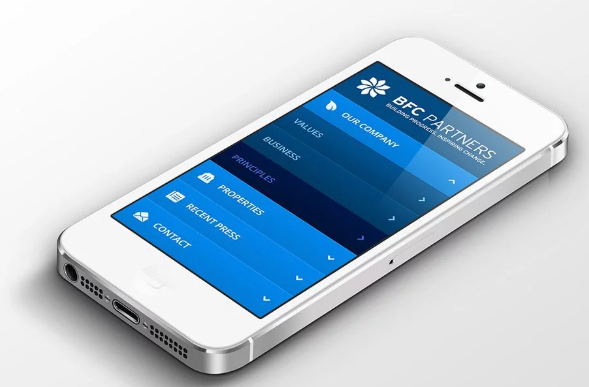 BFC PARTNERS
BUILDING PROGRESS. INSPIRING CHANGE.
OUR COMPANY
VALUES
BUSINESS
PRINCIPLES
PROPERTIES
RECENT PRESS
CONTACT